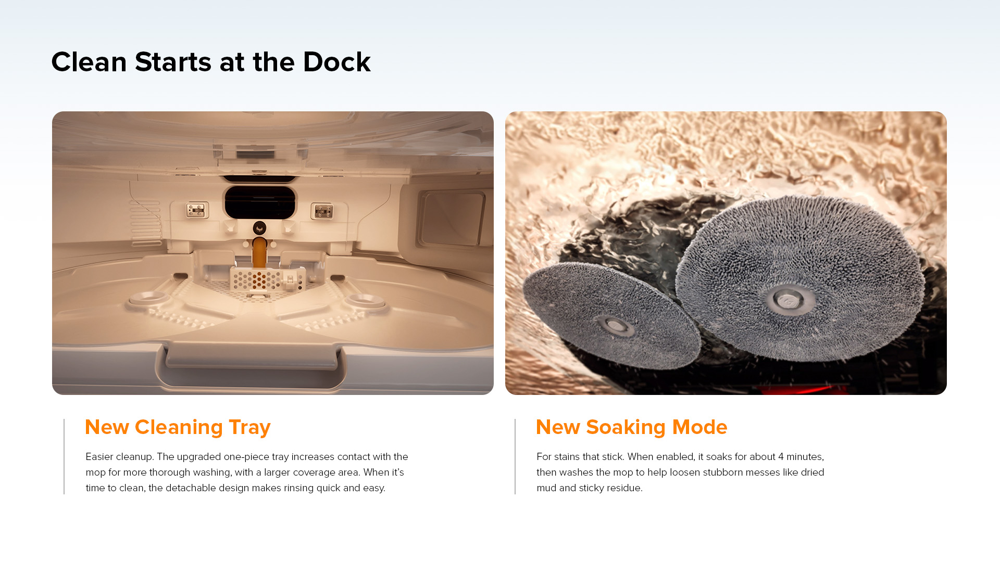 Clean Starts at the Dock
New Cleaning Tray
Easier cleanup. The upgraded one-piece tray increases contact with the
mop for more thorough washing, with a larger coverage area. When it’s
time to clean, the detachable design makes rinsing quick and easy.
New Soaking Mode
For stains that stick. When enabled, it soaks for about 4 minutes,
then washes the mop to help loosen stubborn messes like dried
mud and sticky residue.